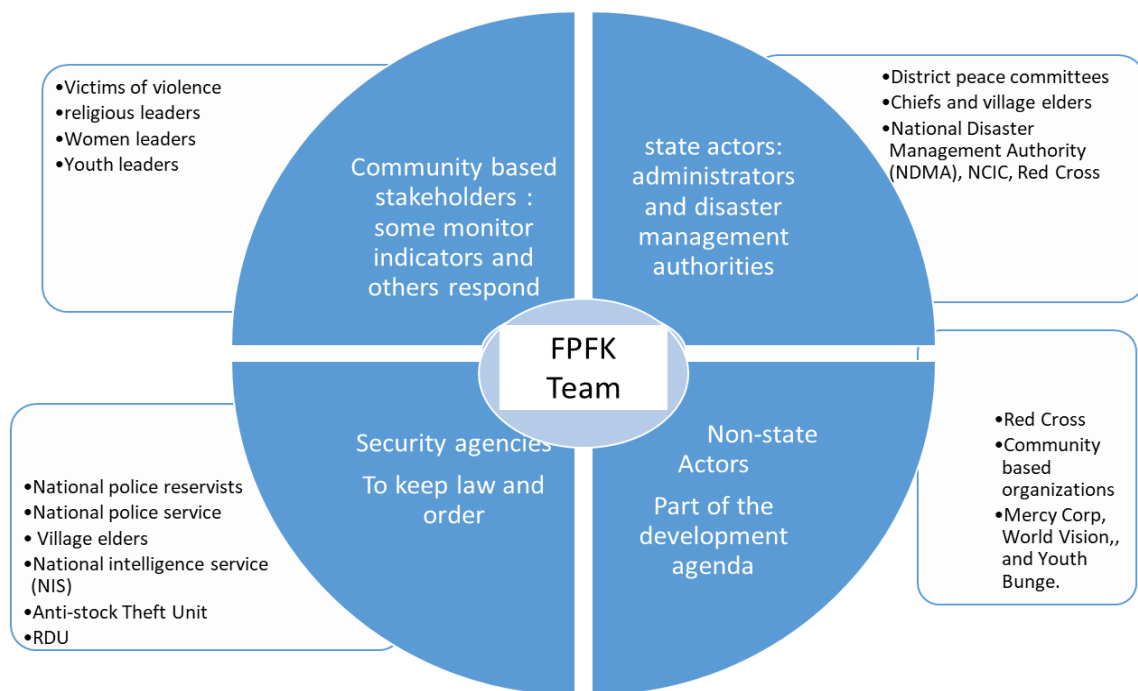 •Victims of violence
•religious leaders
•Women leaders
•Youth leaders
Community based
stakeholders :
some monitor
indicators and
others respond
state actors:
administrators
and disaster
management
authorities
•District peace committees
•Chiefs and village elders
•National Disaster
Management Authority
(NDMA), NCIC, Red Cross
FPFK
Team
•National police reservists
•National police service
• Village elders
•National intelligence service
(NIS)
•Anti-stock Theft Unit
•RDU
Security agencies
To keep law and
order
Non-state
Actors
Part of the
development
agenda
•Red Cross
•Community
based
organizations
•Mercy Corp,
World Vision,,
and Youth
Bunge.